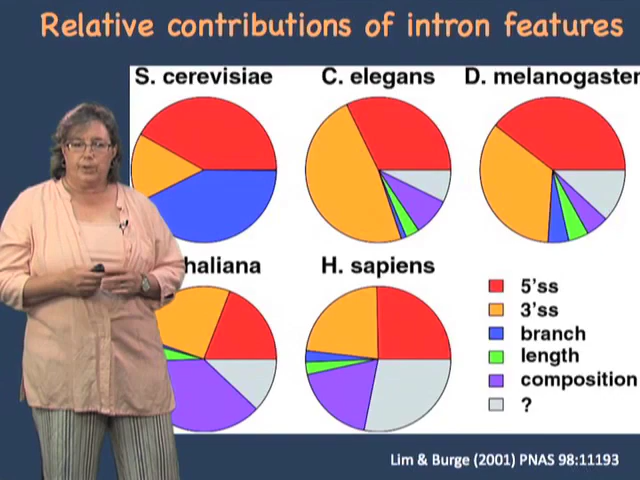 Relative contributions of intron features
S. cerevisiae C. elegans D. melanogaster
haliana H. sapiens
5'ss
3'ss
branch
length
composition
?
Lim & Burge (2001) PNAS 98:11193